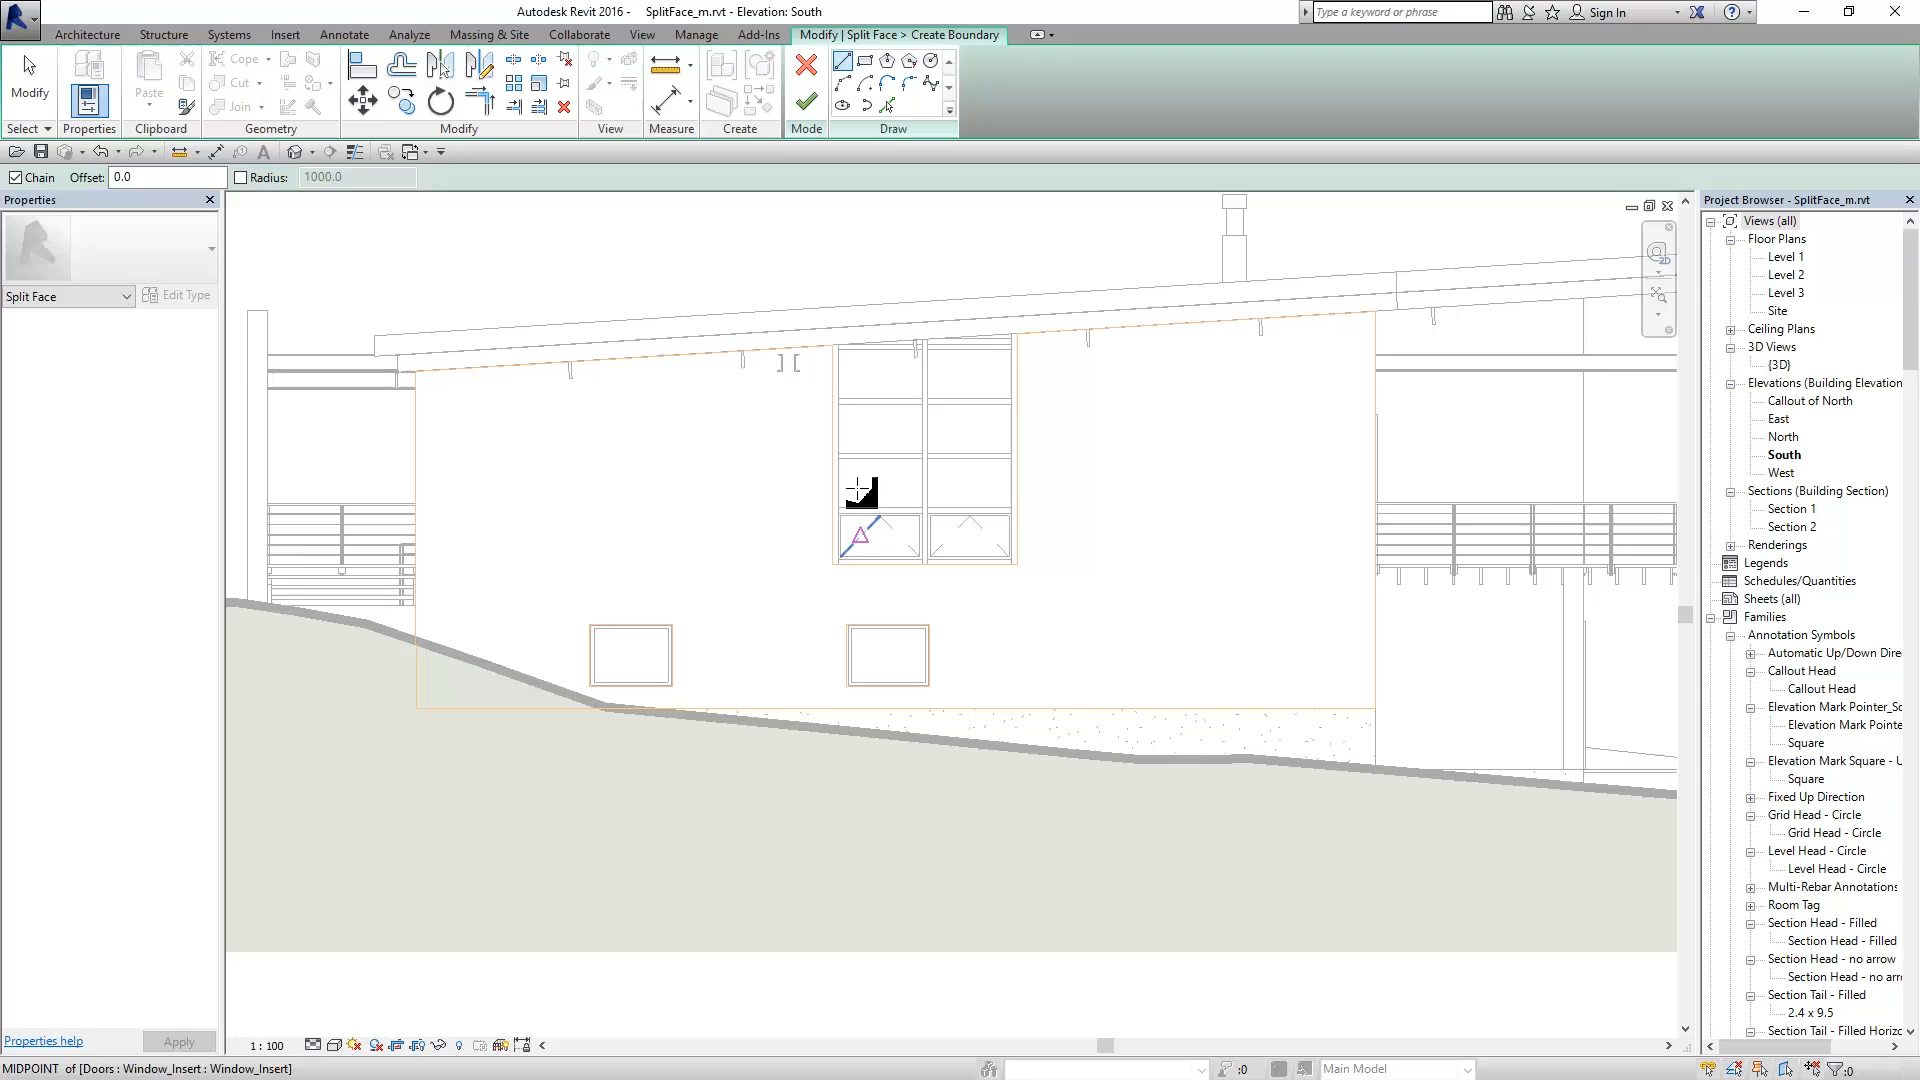 Autodesk Revit 2016 -     SplitFace_m.rvt - Elevation: South
Type a keyword or phrase
Sign In
Architecture
Structure
Systems
Insert
Annotate
Analyze
Massing & Site
Collaborate
View
Manage
Add-Ins
Modify | Split Face > Create Boundary
Modify
Paste
Cope
Cut
Join
Select
Properties
Clipboard
Geometry
Modify
View
Measure
Create
Mode
Draw
Chain
Offset: 0.0
Radius: 1000.0
Properties
Split Face
Edit Type
Properties help
Apply
2D
1 : 100
Project Browser - SplitFace_m.rvt
Views (all)
Floor Plans
Level 1
Level 2
Level 3
Site
Ceiling Plans
3D Views
{3D}
Elevations (Building Elevation
Callout of North
East
North
South
West
Sections (Building Section)
Section 1
Section 2
Renderings
Legends
Schedules/Quantities
Sheets (all)
Families
Annotation Symbols
Automatic Up/Down Dire
Callout Head
Callout Head
Elevation Mark Pointer_Sc
Elevation Mark Pointe
Square
Elevation Mark Square - U
Square
Fixed Up Direction
Grid Head - Circle
Grid Head - Circle
Level Head - Circle
Level Head - Circle
Multi-Rebar Annotations
Room Tag
Section Head - Filled
Section Head - Filled
Section Head - no arrow
Section Head - no arr
Section Tail - Filled
2.4 x 9.5
Section Tail - Filled Horizo
MIDPOINT  of [Doors : Window_Insert : Window_Insert]
:0
Main Model
:0